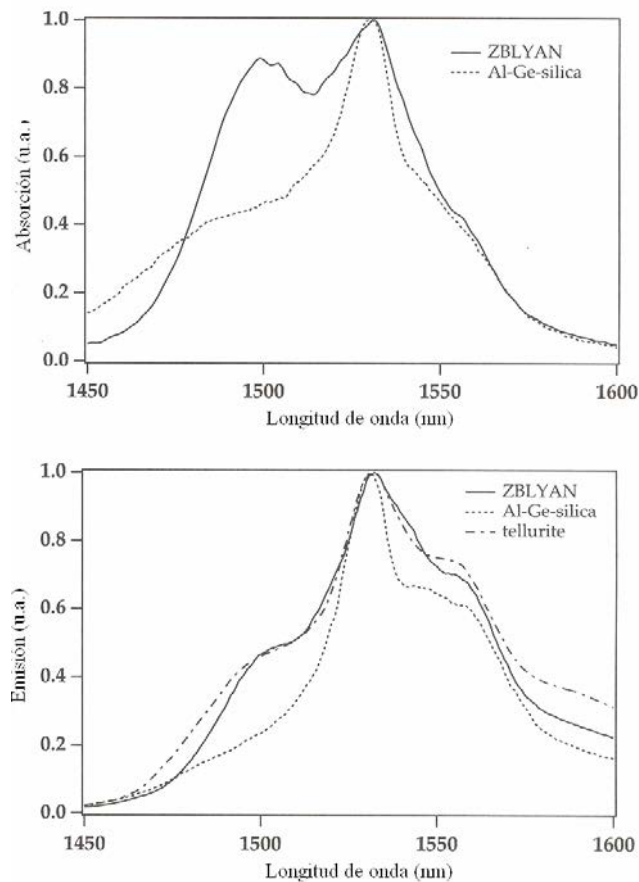 1.0
0.8
0.6
0.4
0.2
0.0
Absorción (u.a.)
ZBLYAN
Al-Ge-silica
1450
1500
1550
1600
Longitud de onda (nm)
1.0
0.8
0.6
0.4
0.2
0.0
Emisión (u.a.)
ZBLYAN
Al-Ge-silica
tellurite
1450
1500
1550
1600
Longitud de onda (nm)